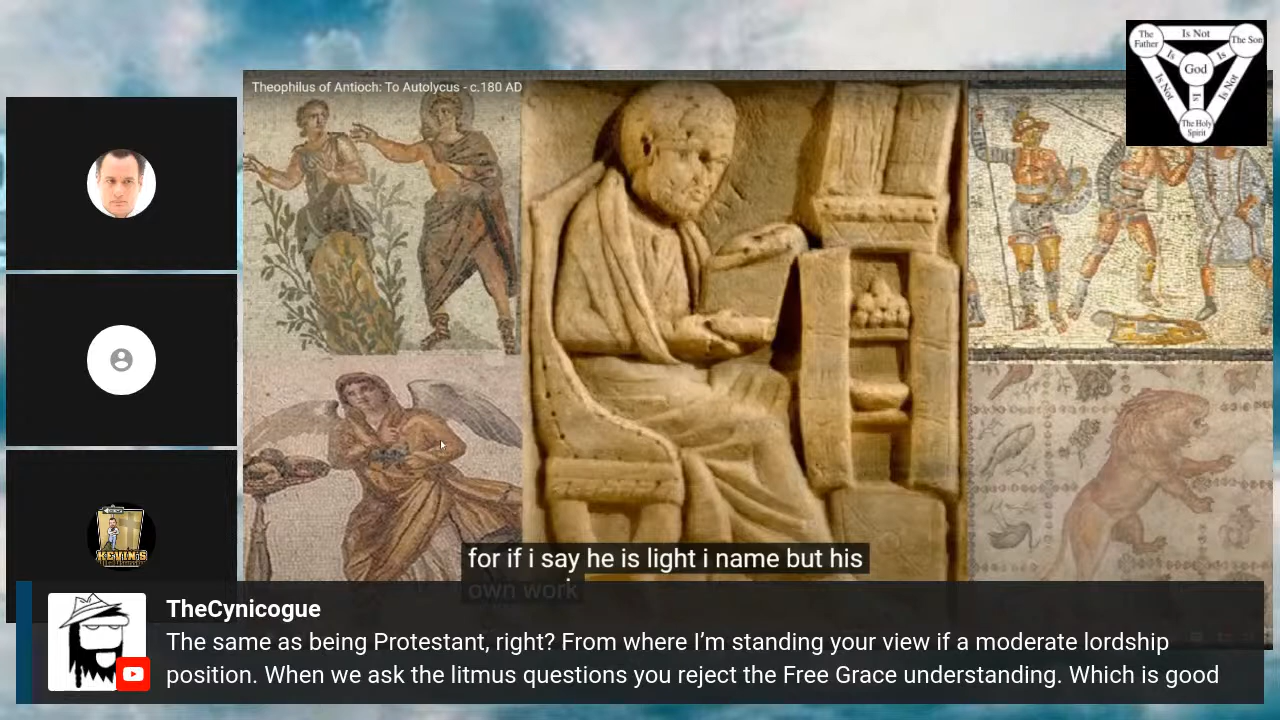 Theophilus of Antioch: To Autolycus - c.180 AD
The Father
Is Not
The Son
Is
Is
God
Is Not
Is
Is Not
The Holy Spirit
KEVIN'S
for if i say he is light i name but his
own work
TheCynicogue
The same as being Protestant, right? From where I’m standing your view if a moderate lordship
position. When we ask the litmus questions you reject the Free Grace understanding. Which is good